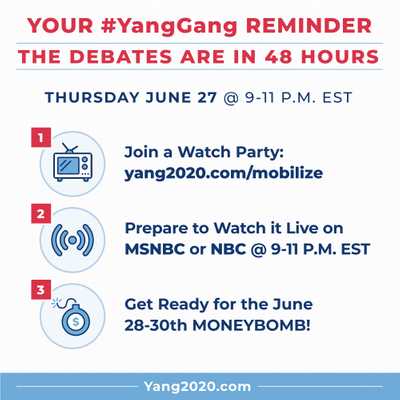 YOUR #YangGang REMINDER
THE DEBATES ARE IN 48 HOURS
THURSDAY JUNE 27 @ 9-11 P.M. EST
1
Join a Watch Party:
yang2020.com/mobilize
2
Prepare to Watch it Live on
MSNBC or NBC @ 9-11 P.M. EST
3
$
Get Ready for the June
28-30th MONEYBOMB!
Yang2020.com